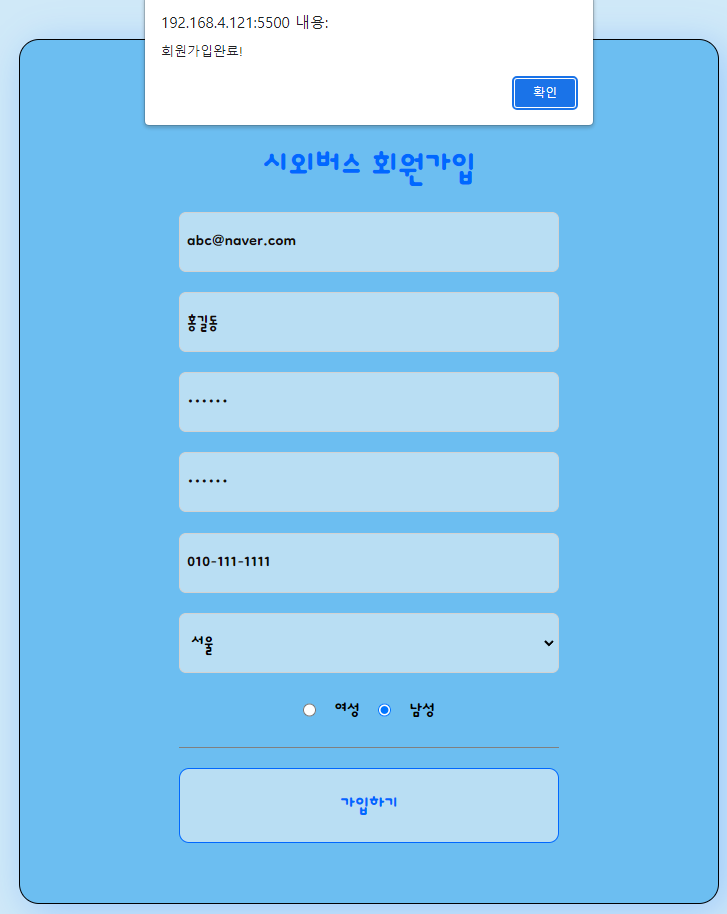 192.168.4.121:5500 내용:
회원가입완료!
확인
시외버스 회원가입
abc@naver.com
홍길동
••••••
••••••
010-111-1111
서울
여성 남성
가입하기